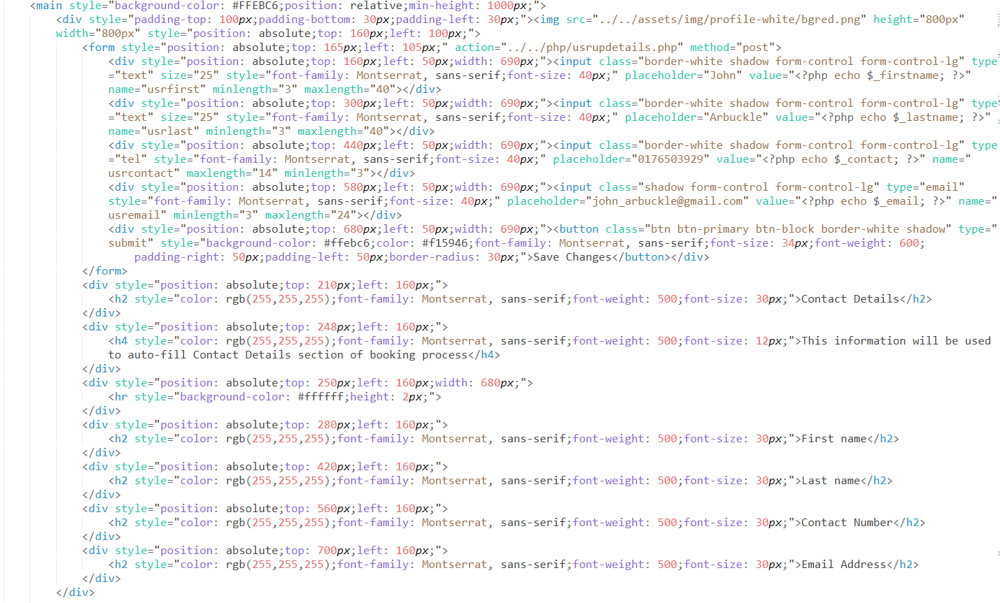 <main style="background-color: #FFEBC6;position: relative;min-height: 1000px;">
<div style="padding-top: 100px;padding-bottom: 30px;padding-left: 30px;"><img src="../../assets/img/profile-white/bgred.png" height="800px"
width="800px" style="position: absolute;top: 160px;left: 100px;">
<form style="position: absolute;top: 165px;left: 105px;" action="../../php/usrupdetails.php" method="post">
<div style="position: absolute;top: 160px;left: 50px;width: 690px;"><input class="border-white shadow form-control form-control-lg" type
="text" size="25" style="font-family: Montserrat, sans-serif;font-size: 40px;" placeholder="John" value="<?php echo $_firstname; ?>"
name="usrfirst" minlength="3" maxlength="40"></div>
<div style="position: absolute;top: 300px;left: 50px;width: 690px;"><input class="border-white shadow form-control form-control-lg" type
="text" size="25" style="font-family: Montserrat, sans-serif;font-size: 40px;" placeholder="Arbuckle" value="<?php echo $_lastname; ?>"
name="usrlast" minlength="3" maxlength="40"></div>
<div style="position: absolute;top: 440px;left: 50px;width: 690px;"><input class="border-white shadow form-control form-control-lg" type
="tel" style="font-family: Montserrat, sans-serif;font-size: 40px;" placeholder="0176503929" value="<?php echo $_contact; ?>" name="
usrcontact" maxlength="14" minlength="3"></div>
<div style="position: absolute;top: 580px;left: 50px;width: 690px;"><input class="shadow form-control form-control-lg" type="email"
style="font-family: Montserrat, sans-serif;font-size: 40px;" placeholder="john_arbuckle@gmail.com" value="<?php echo $_email; ?>" name="
usremail" minlength="3" maxlength="24"></div>
<div style="position: absolute;top: 680px;left: 50px;width: 690px;"><button class="btn btn-primary btn-block border-white shadow" type="
submit" style="background-color: #ffebc6;color: #f15946;font-family: Montserrat, sans-serif;font-size: 34px;font-weight: 600;
padding-right: 50px;padding-left: 50px;border-radius: 30px;">Save Changes</button></div>
</form>
<div style="position: absolute;top: 210px;left: 160px;">
<h2 style="color: rgb(255,255,255);font-family: Montserrat, sans-serif;font-weight: 500;font-size: 30px;">Contact Details</h2>
</div>
<div style="position: absolute;top: 248px;left: 160px;">
<h4 style="color: rgb(255,255,255);font-family: Montserrat, sans-serif;font-weight: 500;font-size: 12px;">This information will be used
to auto-fill Contact Details section of booking process</h4>
</div>
<div style="position: absolute;top: 250px;left: 160px;width: 680px;">
<hr style="background-color: #ffffff;height: 2px;">
</div>
<div style="position: absolute;top: 280px;left: 160px;">
<h2 style="color: rgb(255,255,255);font-family: Montserrat, sans-serif;font-weight: 500;font-size: 30px;">First name</h2>
</div>
<div style="position: absolute;top: 420px;left: 160px;">
<h2 style="color: rgb(255,255,255);font-family: Montserrat, sans-serif;font-weight: 500;font-size: 30px;">Last name</h2>
</div>
<div style="position: absolute;top: 560px;left: 160px;">
<h2 style="color: rgb(255,255,255);font-family: Montserrat, sans-serif;font-weight: 500;font-size: 30px;">Contact Number</h2>
</div>
<div style="position: absolute;top: 700px;left: 160px;">
<h2 style="color: rgb(255,255,255);font-family: Montserrat, sans-serif;font-weight: 500;font-size: 30px;">Email Address</h2>
</div>
</div>